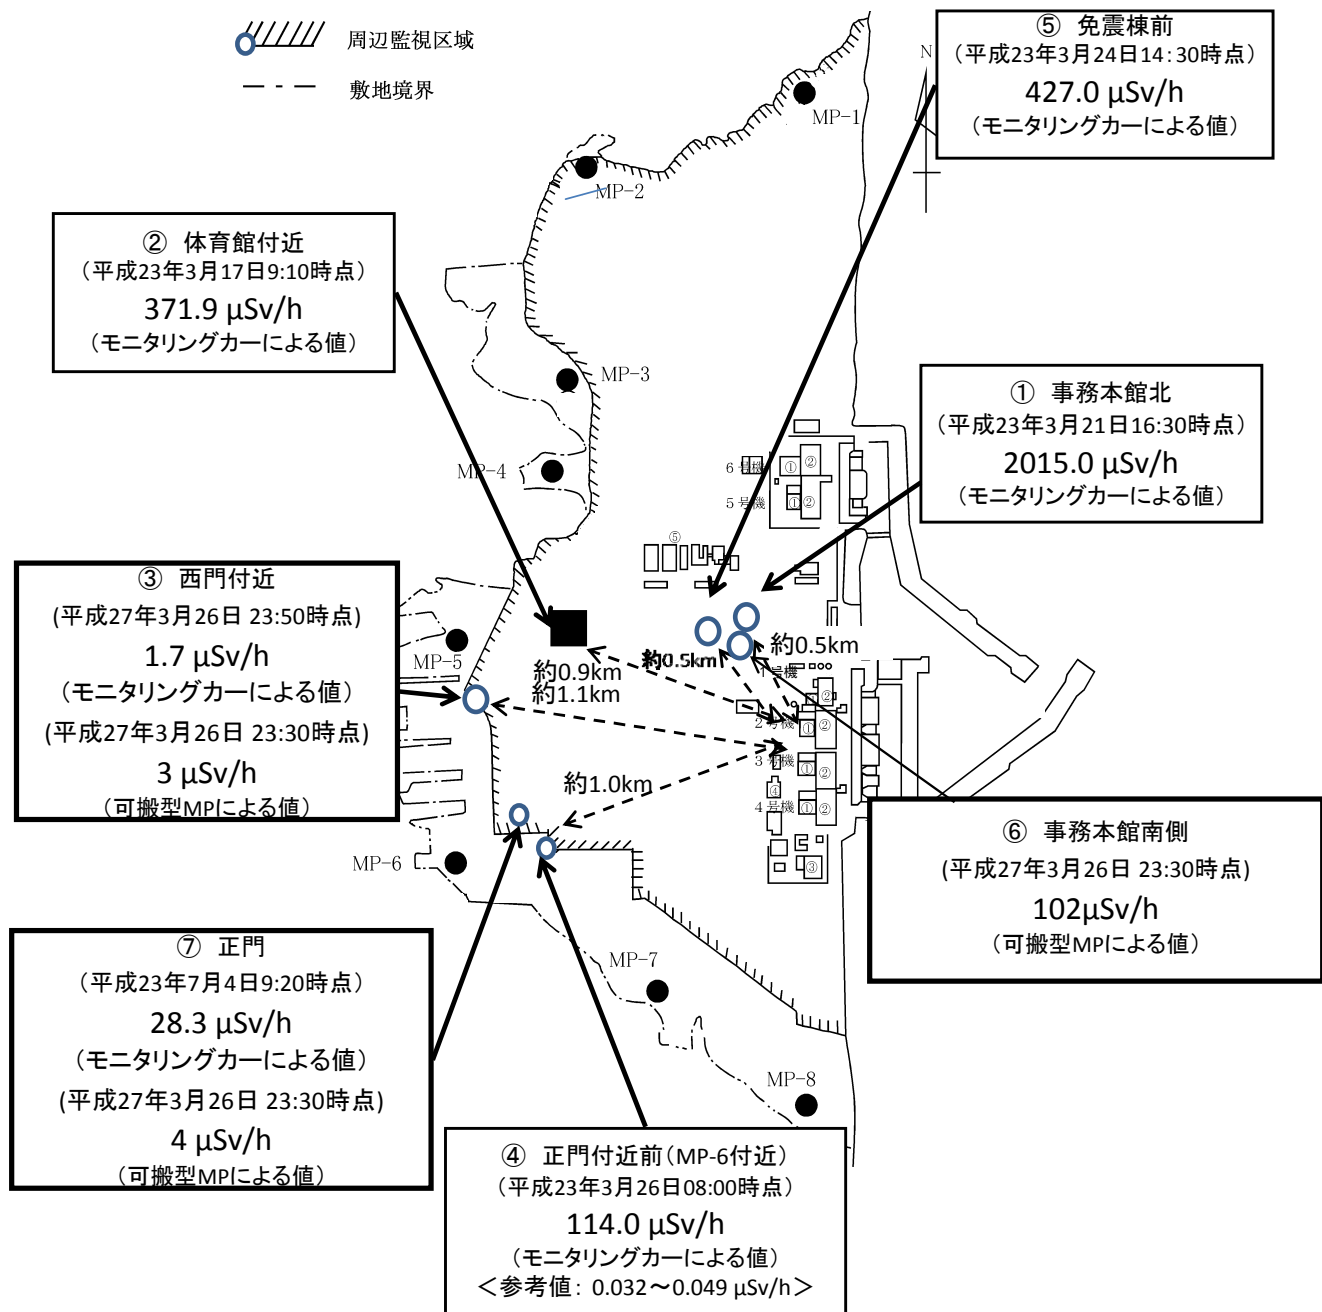 周辺監視区域
敷地境界
⑤ 免震棟前
（平成23年3月24日14：30時点）
427.0 μSv/h
（モニタリングカーによる値）
N
MP-1
MP-2
② 体育館付近
（平成23年3月17日9:10時点）
371.9 μSv/h
（モニタリングカーによる値）
MP-3
① 事務本館北
（平成23年3月21日16:30時点）
2015.0 μSv/h
（モニタリングカーによる値）
MP-4
6号機
① ②
5号機
① ②
⑤
③ 西門付近
(平成27年3月26日 23:50時点)
1.7 μSv/h
（モニタリングカーによる値）
(平成27年3月26日 23:30時点)
3 μSv/h
（可搬型MPによる値）
MP-5
約0.9km
約1.1km
約0.5km
約0.5km
1号機
②
2号機
① ②
3号機
① ②
④
4号機
① ②
③
約1.0km
MP-6
⑥ 事務本館南側
(平成27年3月26日 23:30時点)
102μSv/h
（可搬型MPによる値）
⑦ 正門
（平成23年7月4日9:20時点）
28.3 μSv/h
（モニタリングカーによる値）
(平成27年3月26日 23:30時点)
4 μSv/h
（可搬型MPによる値）
MP-7
MP-8
④ 正門付近前（MP-6付近）
（平成23年3月26日08:00時点）
114.0 μSv/h
（モニタリングカーによる値）
＜参考値： 0.032～0.049 μSv/h＞